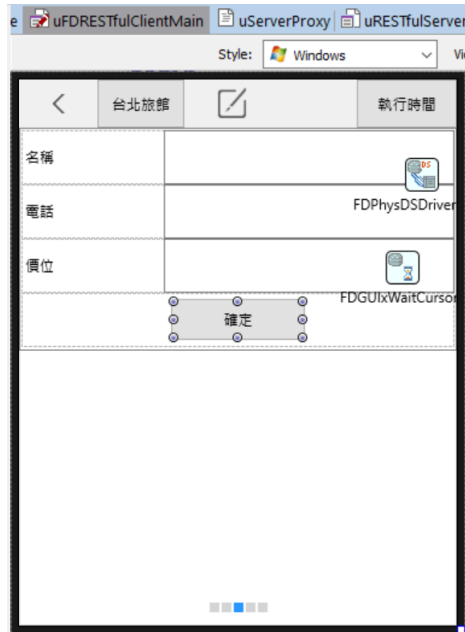 e uFDRESTfulClientMain uServerProxy uRESTfulServer
Style: Windows Vi
台北旅館 執行時間
名稱
電話
FDPhysDSDriver
價位
FDGUIxWaitCursor
確定